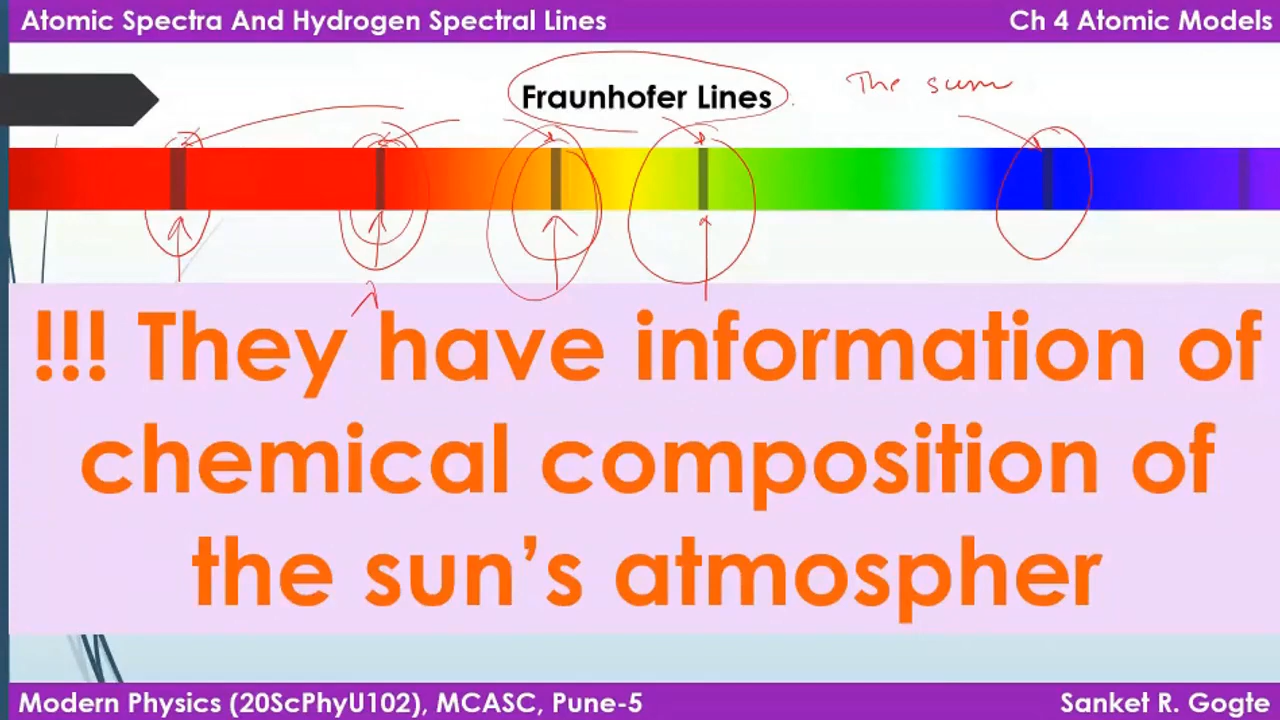 Atomic Spectra And Hydrogen Spectral Lines
Ch 4 Atomic Models
Fraunhofer Lines
The sun
!!! They have information of
chemical composition of
the sun’s atmospher
Modern Physics (20ScPhyU102), MCASC, Pune-5
Sanket R. Gogte